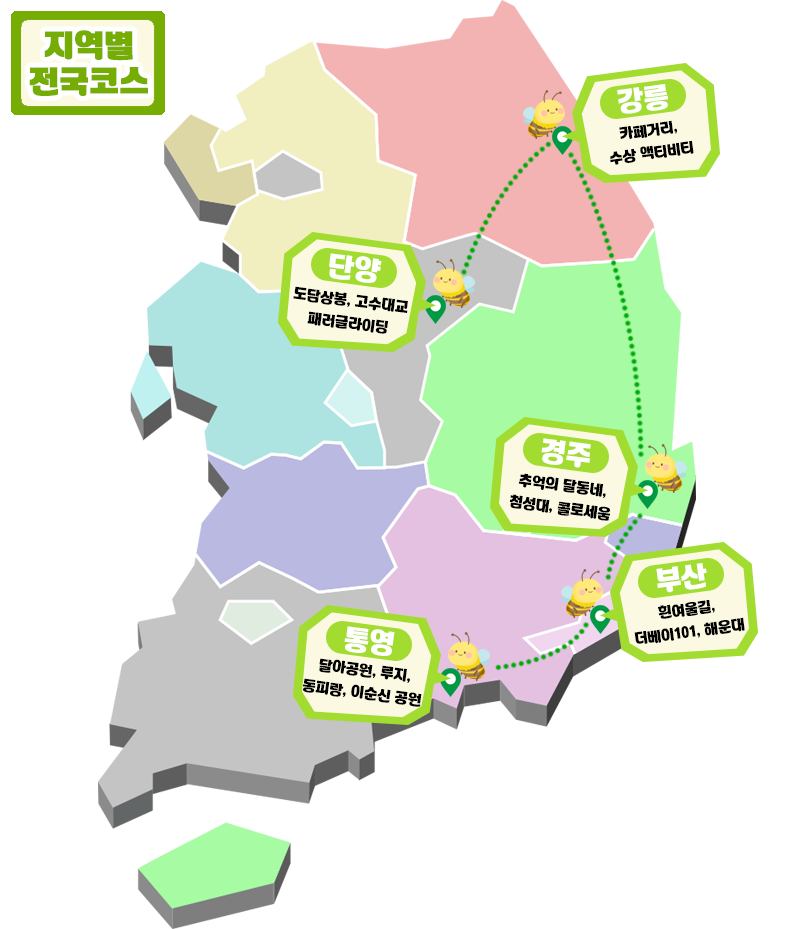 지역별
전국코스
강릉
카페거리,
수상 액티비티
단양
도담상봉, 고수대교
패러글라이딩
경주
추억의 달동네,
첨성대, 콜로세움
부산
흰여울길,
더베이101, 해운대
통영
달아공원, 루지,
동피랑, 이순신 공원